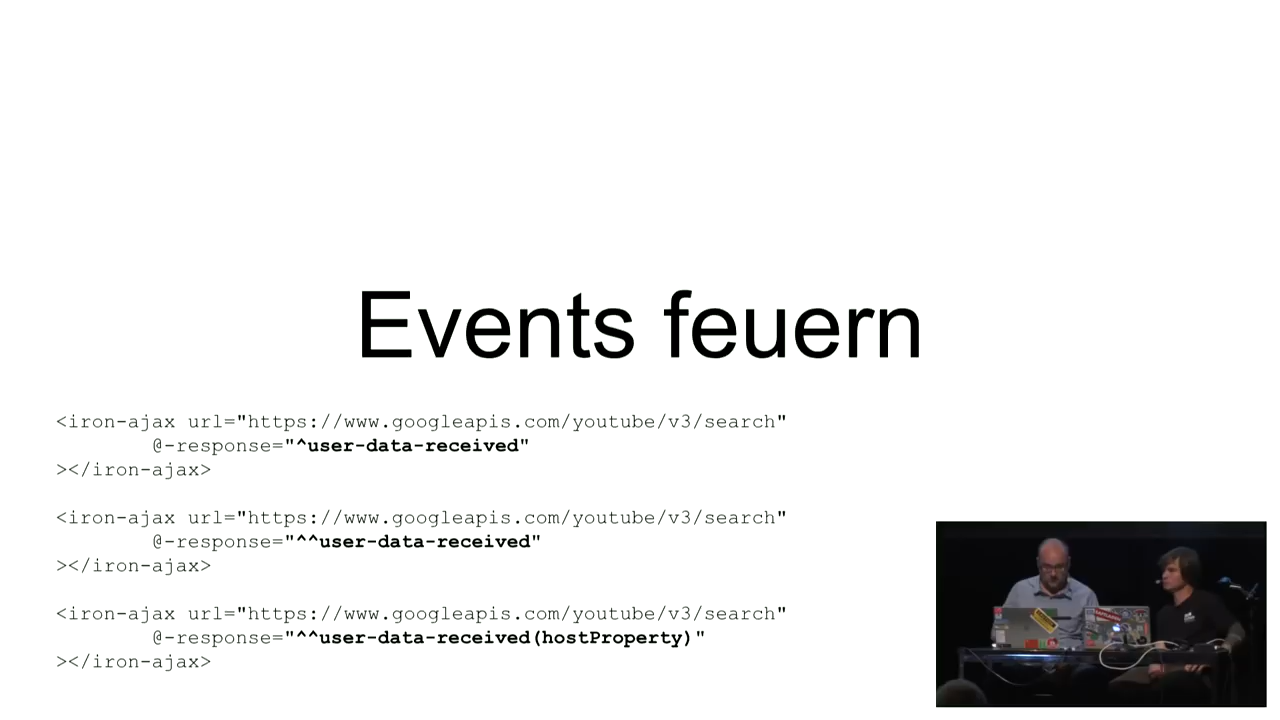 Events feuern
<iron-ajax url="https://www.googleapis.com/youtube/v3/search"
@-response="^user-data-received"
></iron-ajax>
<iron-ajax url="https://www.googleapis.com/youtube/v3/search"
@-response="^^user-data-received"
></iron-ajax>
<iron-ajax url="https://www.googleapis.com/youtube/v3/search"
@-response="^^user-data-received(hostProperty)"
></iron-ajax>